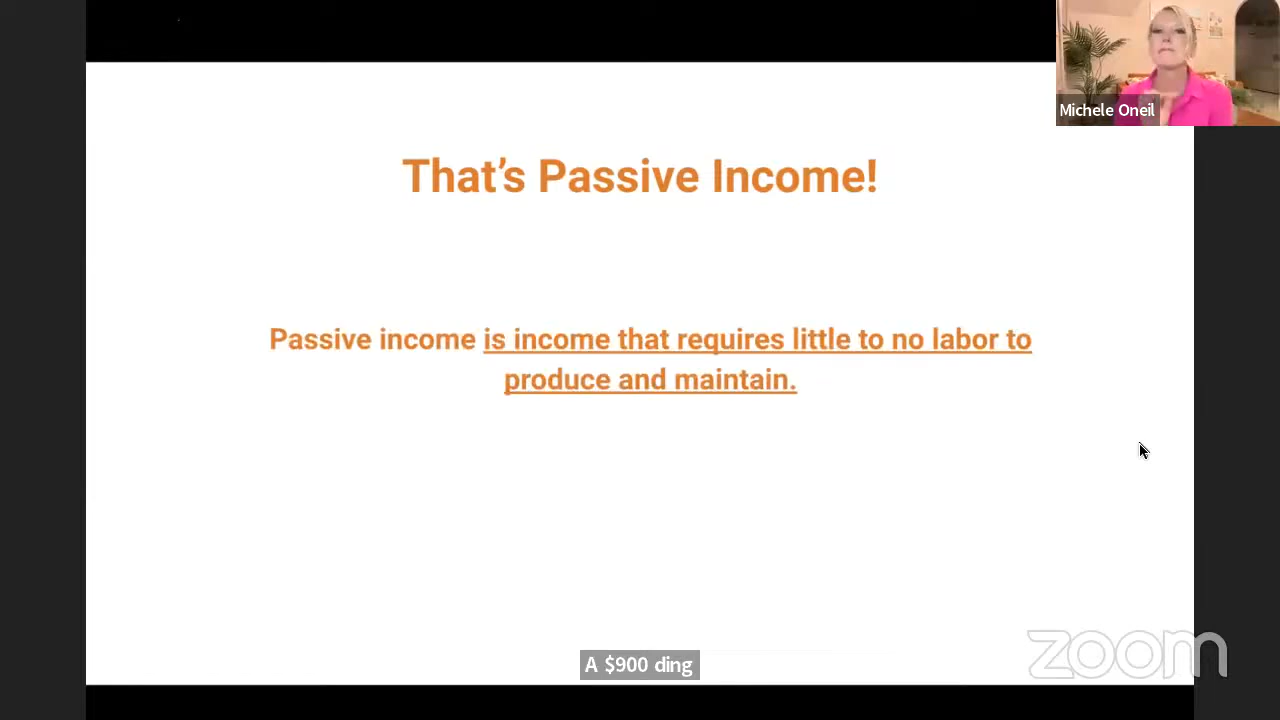 Michele Oneil
That’s Passive Income!
Passive income is income that requires little to no labor to
produce and maintain.
A $900 ding
zoom